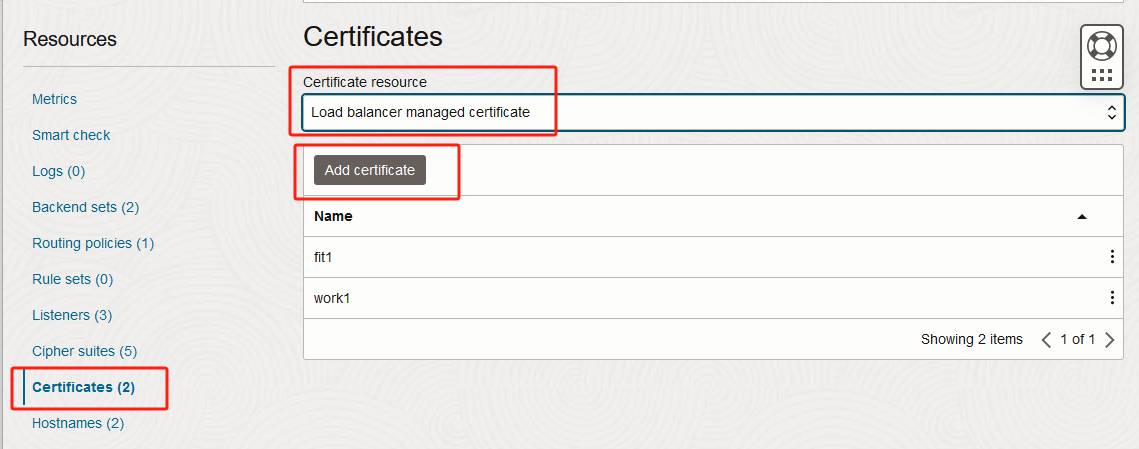 Resources
Metrics
Smart check
Logs (0)
Backend sets (2)
Routing policies (1)
Rule sets (0)
Listeners (3)
Cipher suites (5)
Certificates (2)
Hostnames (2)
Certificates
Certificate resource
Load balancer managed certificate
Add certificate
Name
fit1
work1
Showing 2 items 1 of 1